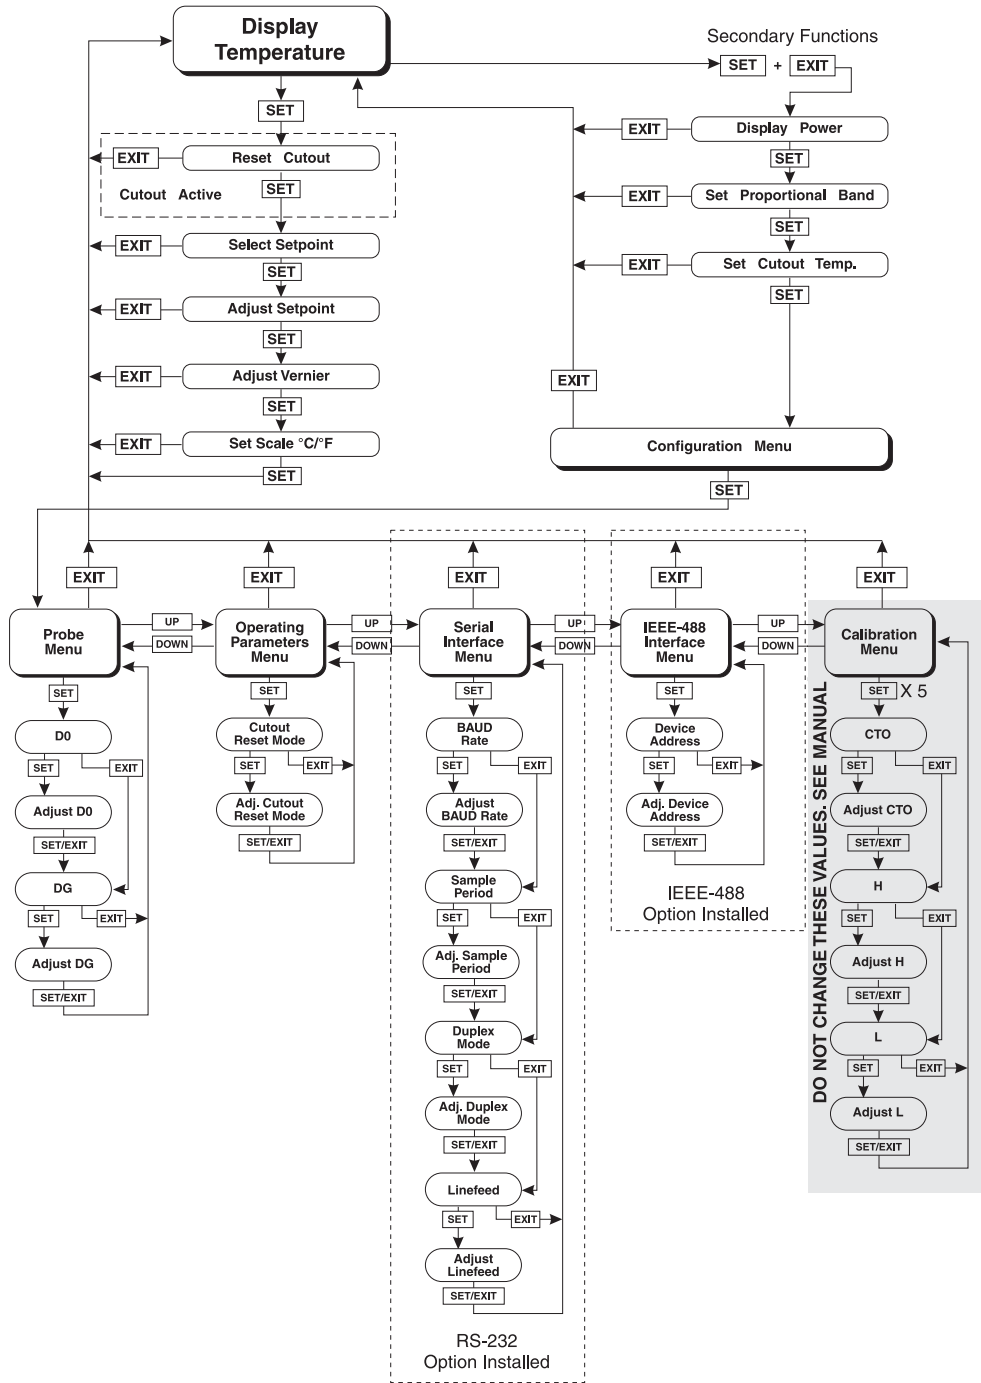 Display
Temperature
Secondary Functions
SET + EXIT
SET
EXIT Reset Cutout
Cutout Active SET
EXIT Select Setpoint
SET
EXIT Adjust Setpoint
SET
EXIT Adjust Vernier
SET
EXIT Set Scale °C/°F
SET
EXIT Display Power
SET
EXIT Set Proportional Band
SET
EXIT Set Cutout Temp.
SET
EXIT
Configuration Menu
SET
EXIT EXIT EXIT EXIT EXIT
Probe
Menu
UP
DOWN
Operating
Parameters
Menu
UP
DOWN
Serial
Interface
Menu
UP
DOWN
IEEE-488
Interface
Menu
UP
DOWN
Calibration
Menu
SET
D0
SET EXIT
Adjust D0
SET/EXIT
DG
SET EXIT
Adjust DG
SET/EXIT
SET
Cutout
Reset Mode
SET EXIT
Adj. Cutout
Reset Mode
SET/EXIT
SET
BAUD
Rate
SET EXIT
Adjust
BAUD Rate
SET/EXIT
Sample
Period
SET EXIT
Adj. Sample
Period
SET/EXIT
Duplex
Mode
SET EXIT
Adj. Duplex
Mode
SET/EXIT
Linefeed
SET EXIT
Adjust
Linefeed
SET/EXIT
RS-232
Option Installed
SET
Device
Address
SET EXIT
Adj. Device
Address
SET/EXIT
IEEE-488
Option Installed
DO NOT CHANGE THESE VALUES. SEE MANUAL
SET X 5
CTO
SET EXIT
Adjust CTO
SET/EXIT
H
SET EXIT
Adjust H
SET/EXIT
L
SET EXIT
Adjust L
SET/EXIT